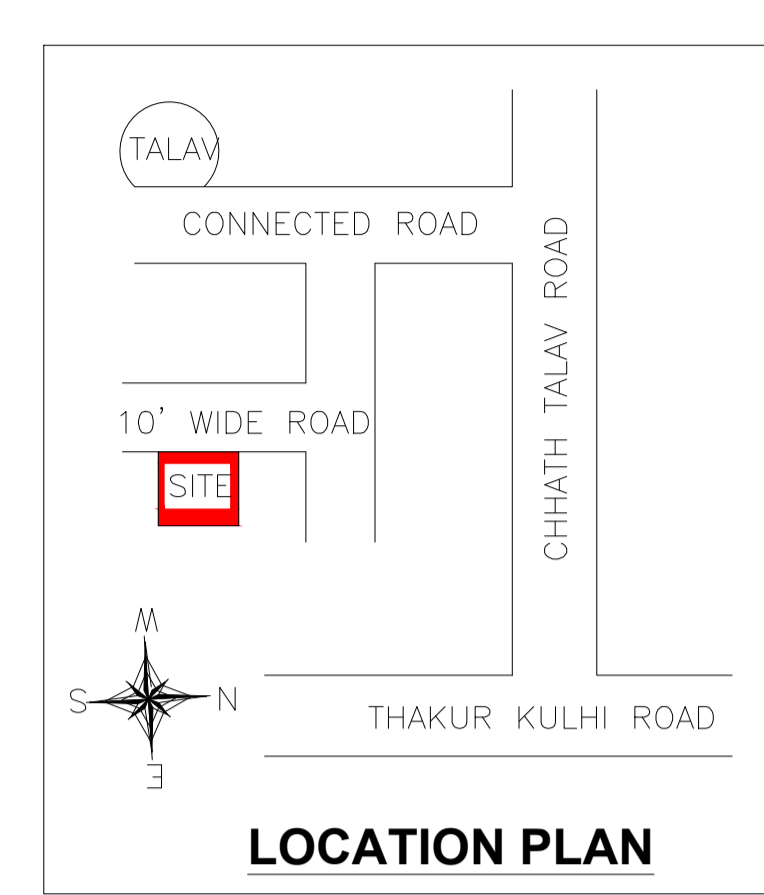 TALAV
CONNECTED ROAD
CHHATH TALAV ROAD
10' WIDE ROAD
SITE
W
S
N
E
THAKUR KULHI ROAD
LOCATION PLAN